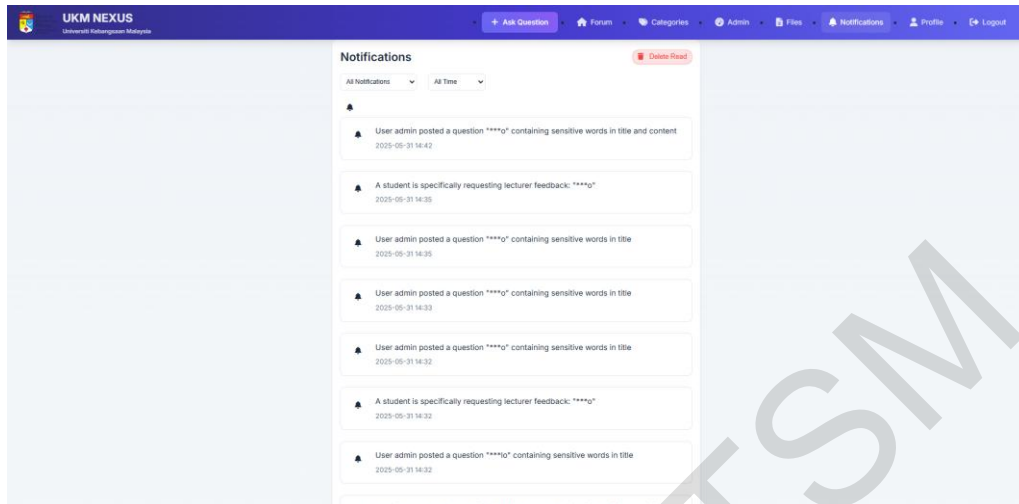 UKM NEXUS
Universiti Kebangsaan Malaysia
+ Ask Question
Forum
Categories
Admin
Files
Notifications
Profile
Logout
Notifications
Delete Read
All Notifications
All Time
User admin posted a question "***o" containing sensitive words in title and content
2025-05-31 14:42
A student is specifically requesting lecturer feedback: "***o"
2025-05-31 14:35
User admin posted a question "***o" containing sensitive words in title
2025-05-31 14:35
User admin posted a question "***o" containing sensitive words in title
2025-05-31 14:33
User admin posted a question "***o" containing sensitive words in title
2025-05-31 14:32
A student is specifically requesting lecturer feedback: "***o"
2025-05-31 14:32
User admin posted a question "***lo" containing sensitive words in title
2025-05-31 14:32
TSM